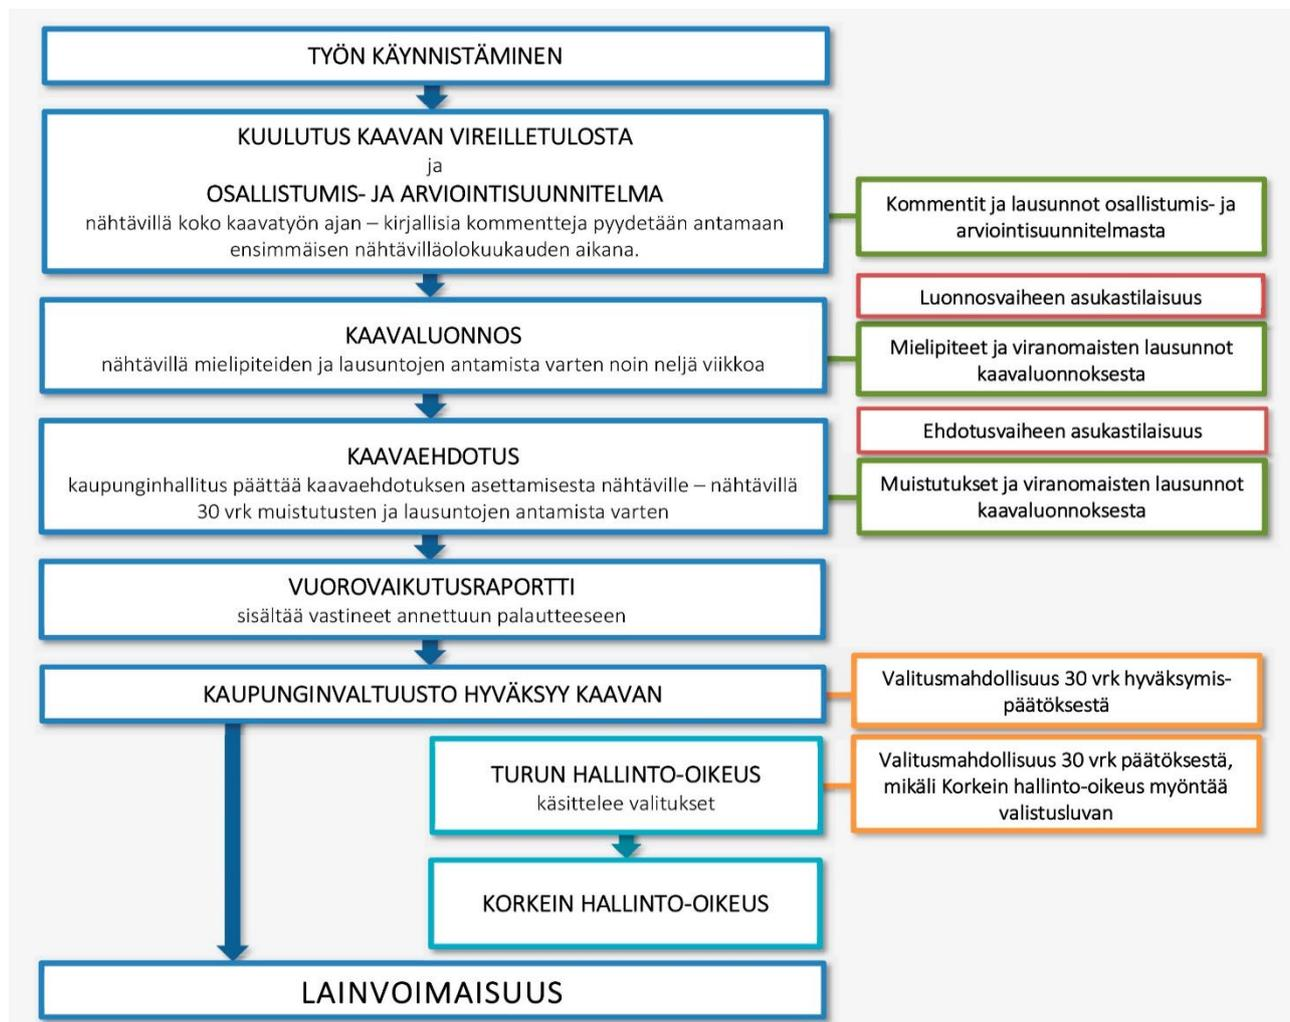 TYÖN KÄYNNISTÄMINEN
KUULUTUS KAAVAN VIREILLETULOSTA
ja
OSALLISTUMIS- JA ARVIOINTISUUNNITELMA
nähtävillä koko kaavatyön ajan – kirjallisia kommentteja pyydetään antamaan
ensimmäisen nähtävilläolokuukauden aikana.
Kommentit ja lausunnot osallistumis- ja
arviointisuunnitelmasta
Luonnosvaiheen asukastilaisuus
KAAVALUONNOS
nähtävillä mielipiteiden ja lausuntojen antamista varten noin neljä viikkoa
Mielipiteet ja viranomaisten lausunnot
kaavaluonnoksesta
Ehdotusvaiheen asukastilaisuus
KAAVAEHDOTUS
kaupunginhallitus päättää kaavaehdotuksen asettamisesta nähtäville – nähtävillä
30 vrk muistutusten ja lausuntojen antamista varten
Muistutukset ja viranomaisten lausunnot
kaavaluonnoksesta
VUOROVAIKUTUSRAPORTTI
sisältää vastineet annettuun palautteeseen
KAUPUNGINVALTUUSTO HYVÄKSYY KAAVAN
Valitusmahdollisuus 30 vrk hyväksymis-
päätöksestä
TURUN HALLINTO-OIKEUS
käsittelee valitukset
Valitusmahdollisuus 30 vrk päätöksestä,
mikäli Korkein hallinto-oikeus myöntää
valistusluvan
KORKEIN HALLINTO-OIKEUS
LAINVOIMAISUUS